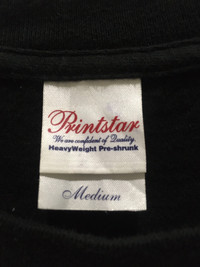 Printstar
We are confident of Quality.
HeavyWeight Pre-shrunk
Medium